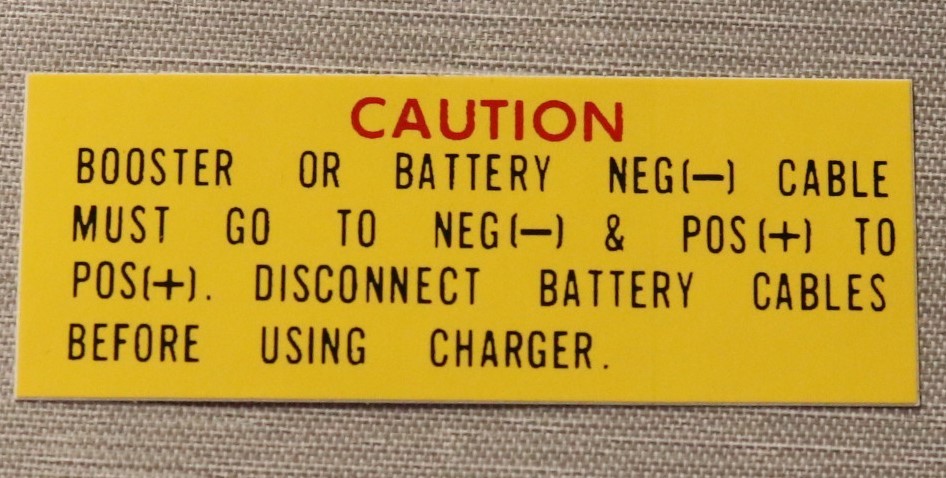 CAUTION
BOOSTER OR BATTERY NEG(-) CABLE
MUST GO TO NEG(-) & POS(+) TO
POS(+). DISCONNECT BATTERY CABLES
BEFORE USING CHARGER.